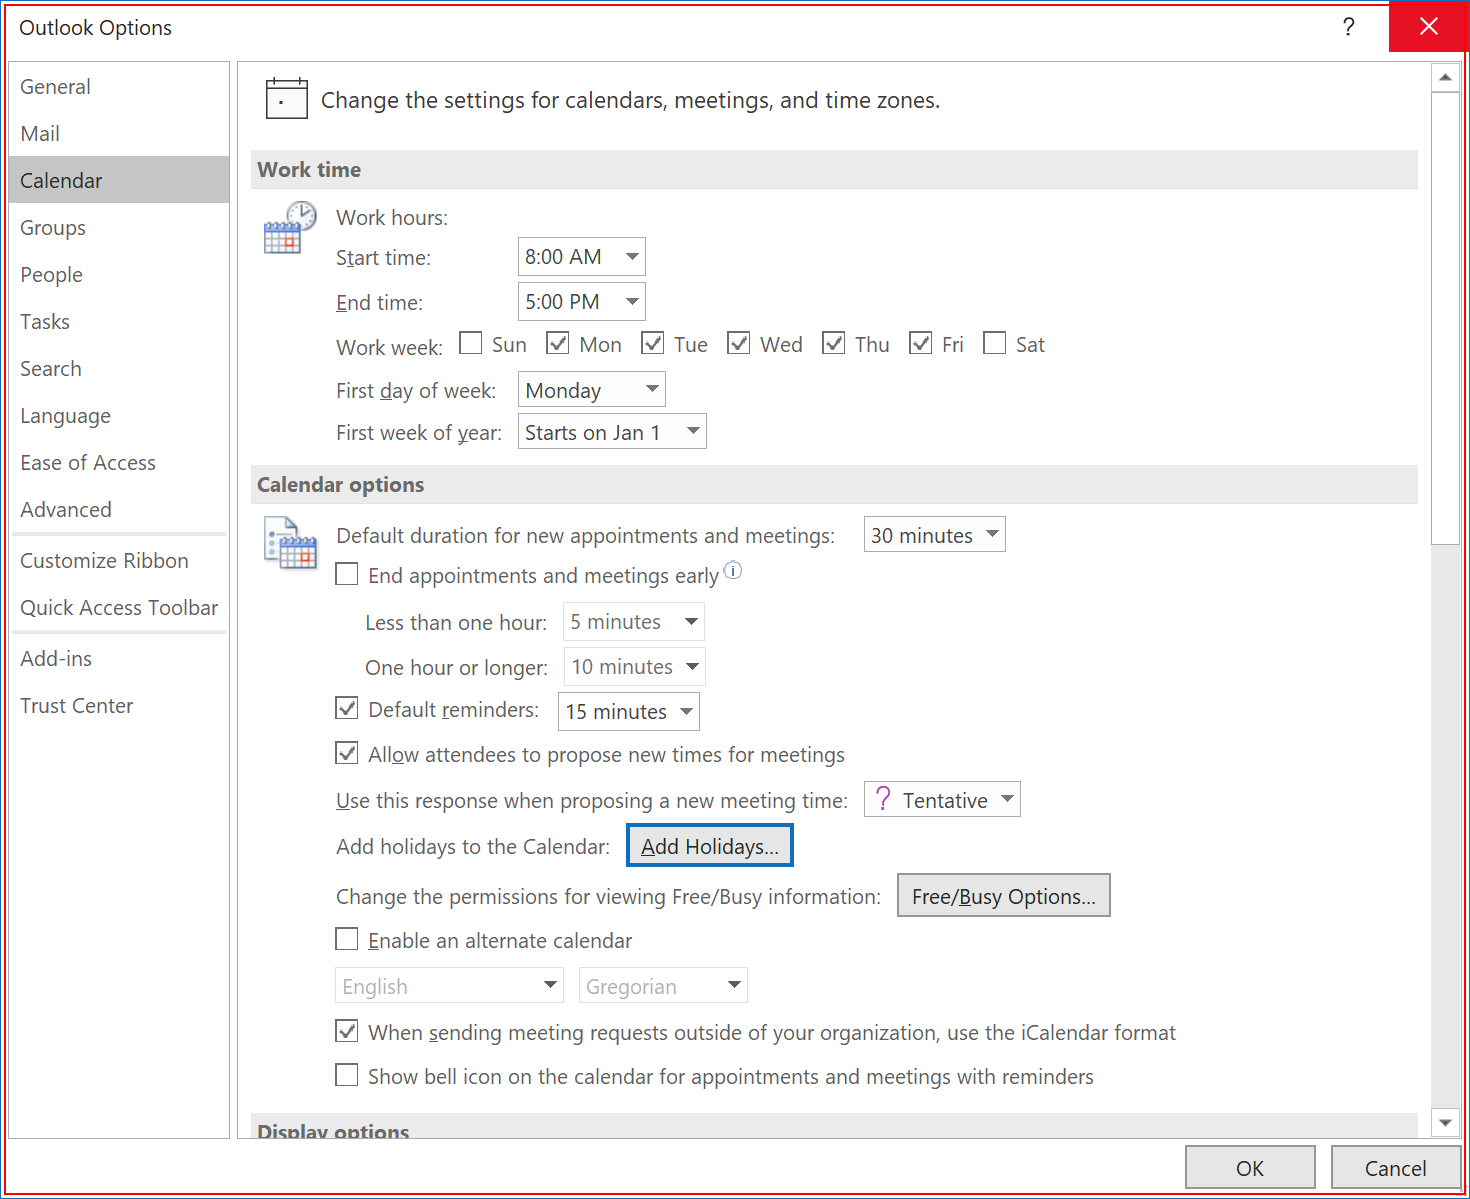 Outlook Options
?
General
Mail
Calendar
Groups
People
Tasks
Search
Language
Ease of Access
Advanced
Customize Ribbon
Quick Access Toolbar
Add-ins
Trust Center
Change the settings for calendars, meetings, and time zones.
Work time
Work hours:
Start time: 8:00 AM
End time: 5:00 PM
Work week: Sun Mon Tue Wed Thu Fri Sat
First day of week: Monday
First week of year: Starts on Jan 1
Calendar options
Default duration for new appointments and meetings: 30 minutes
End appointments and meetings early
Less than one hour: 5 minutes
One hour or longer: 10 minutes
Default reminders: 15 minutes
Allow attendees to propose new times for meetings
Use this response when proposing a new meeting time: ? Tentative
Add holidays to the Calendar: Add Holidays...
Change the permissions for viewing Free/Busy information: Free/Busy Options...
Enable an alternate calendar
English Gregorian
When sending meeting requests outside of your organization, use the iCalendar format
Show bell icon on the calendar for appointments and meetings with reminders
Display options
OK Cancel